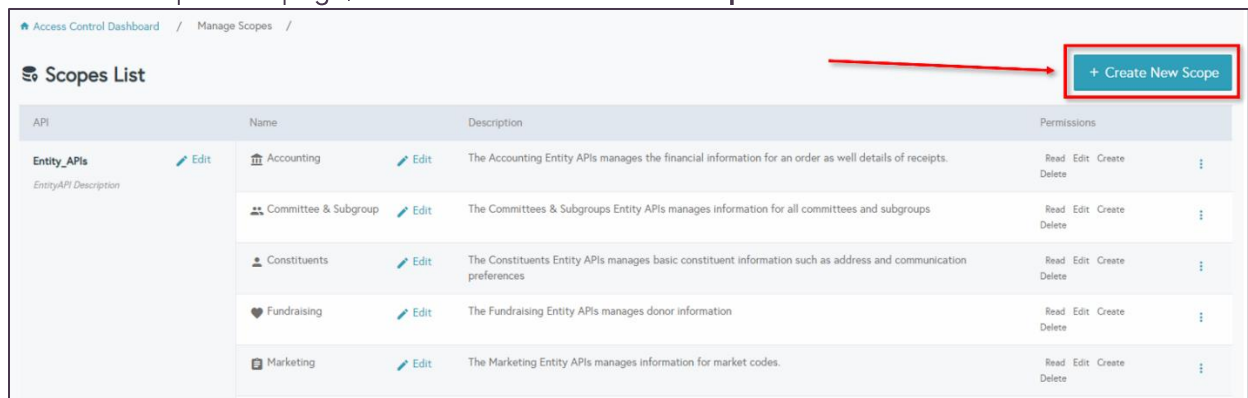 Access Control Dashboard / Manage Scopes /
Scopes List
+ Create New Scope
API Name Description Permissions
Entity_APIs Edit Accounting Edit The Accounting Entity APIs manages the financial information for an order as well details of receipts. Read Edit Create
EntityAPI Description Delete
Committee & Subgroup Edit The Committees & Subgroups Entity APIs manages information for all committees and subgroups Read Edit Create
Delete
Constituents Edit The Constituents Entity APIs manages basic constituent information such as address and communication Read Edit Create
preferences Delete
Fundraising Edit The Fundraising Entity APIs manages donor information Read Edit Create
Delete
Marketing Edit The Marketing Entity APIs manages information for market codes. Read Edit Create
Delete